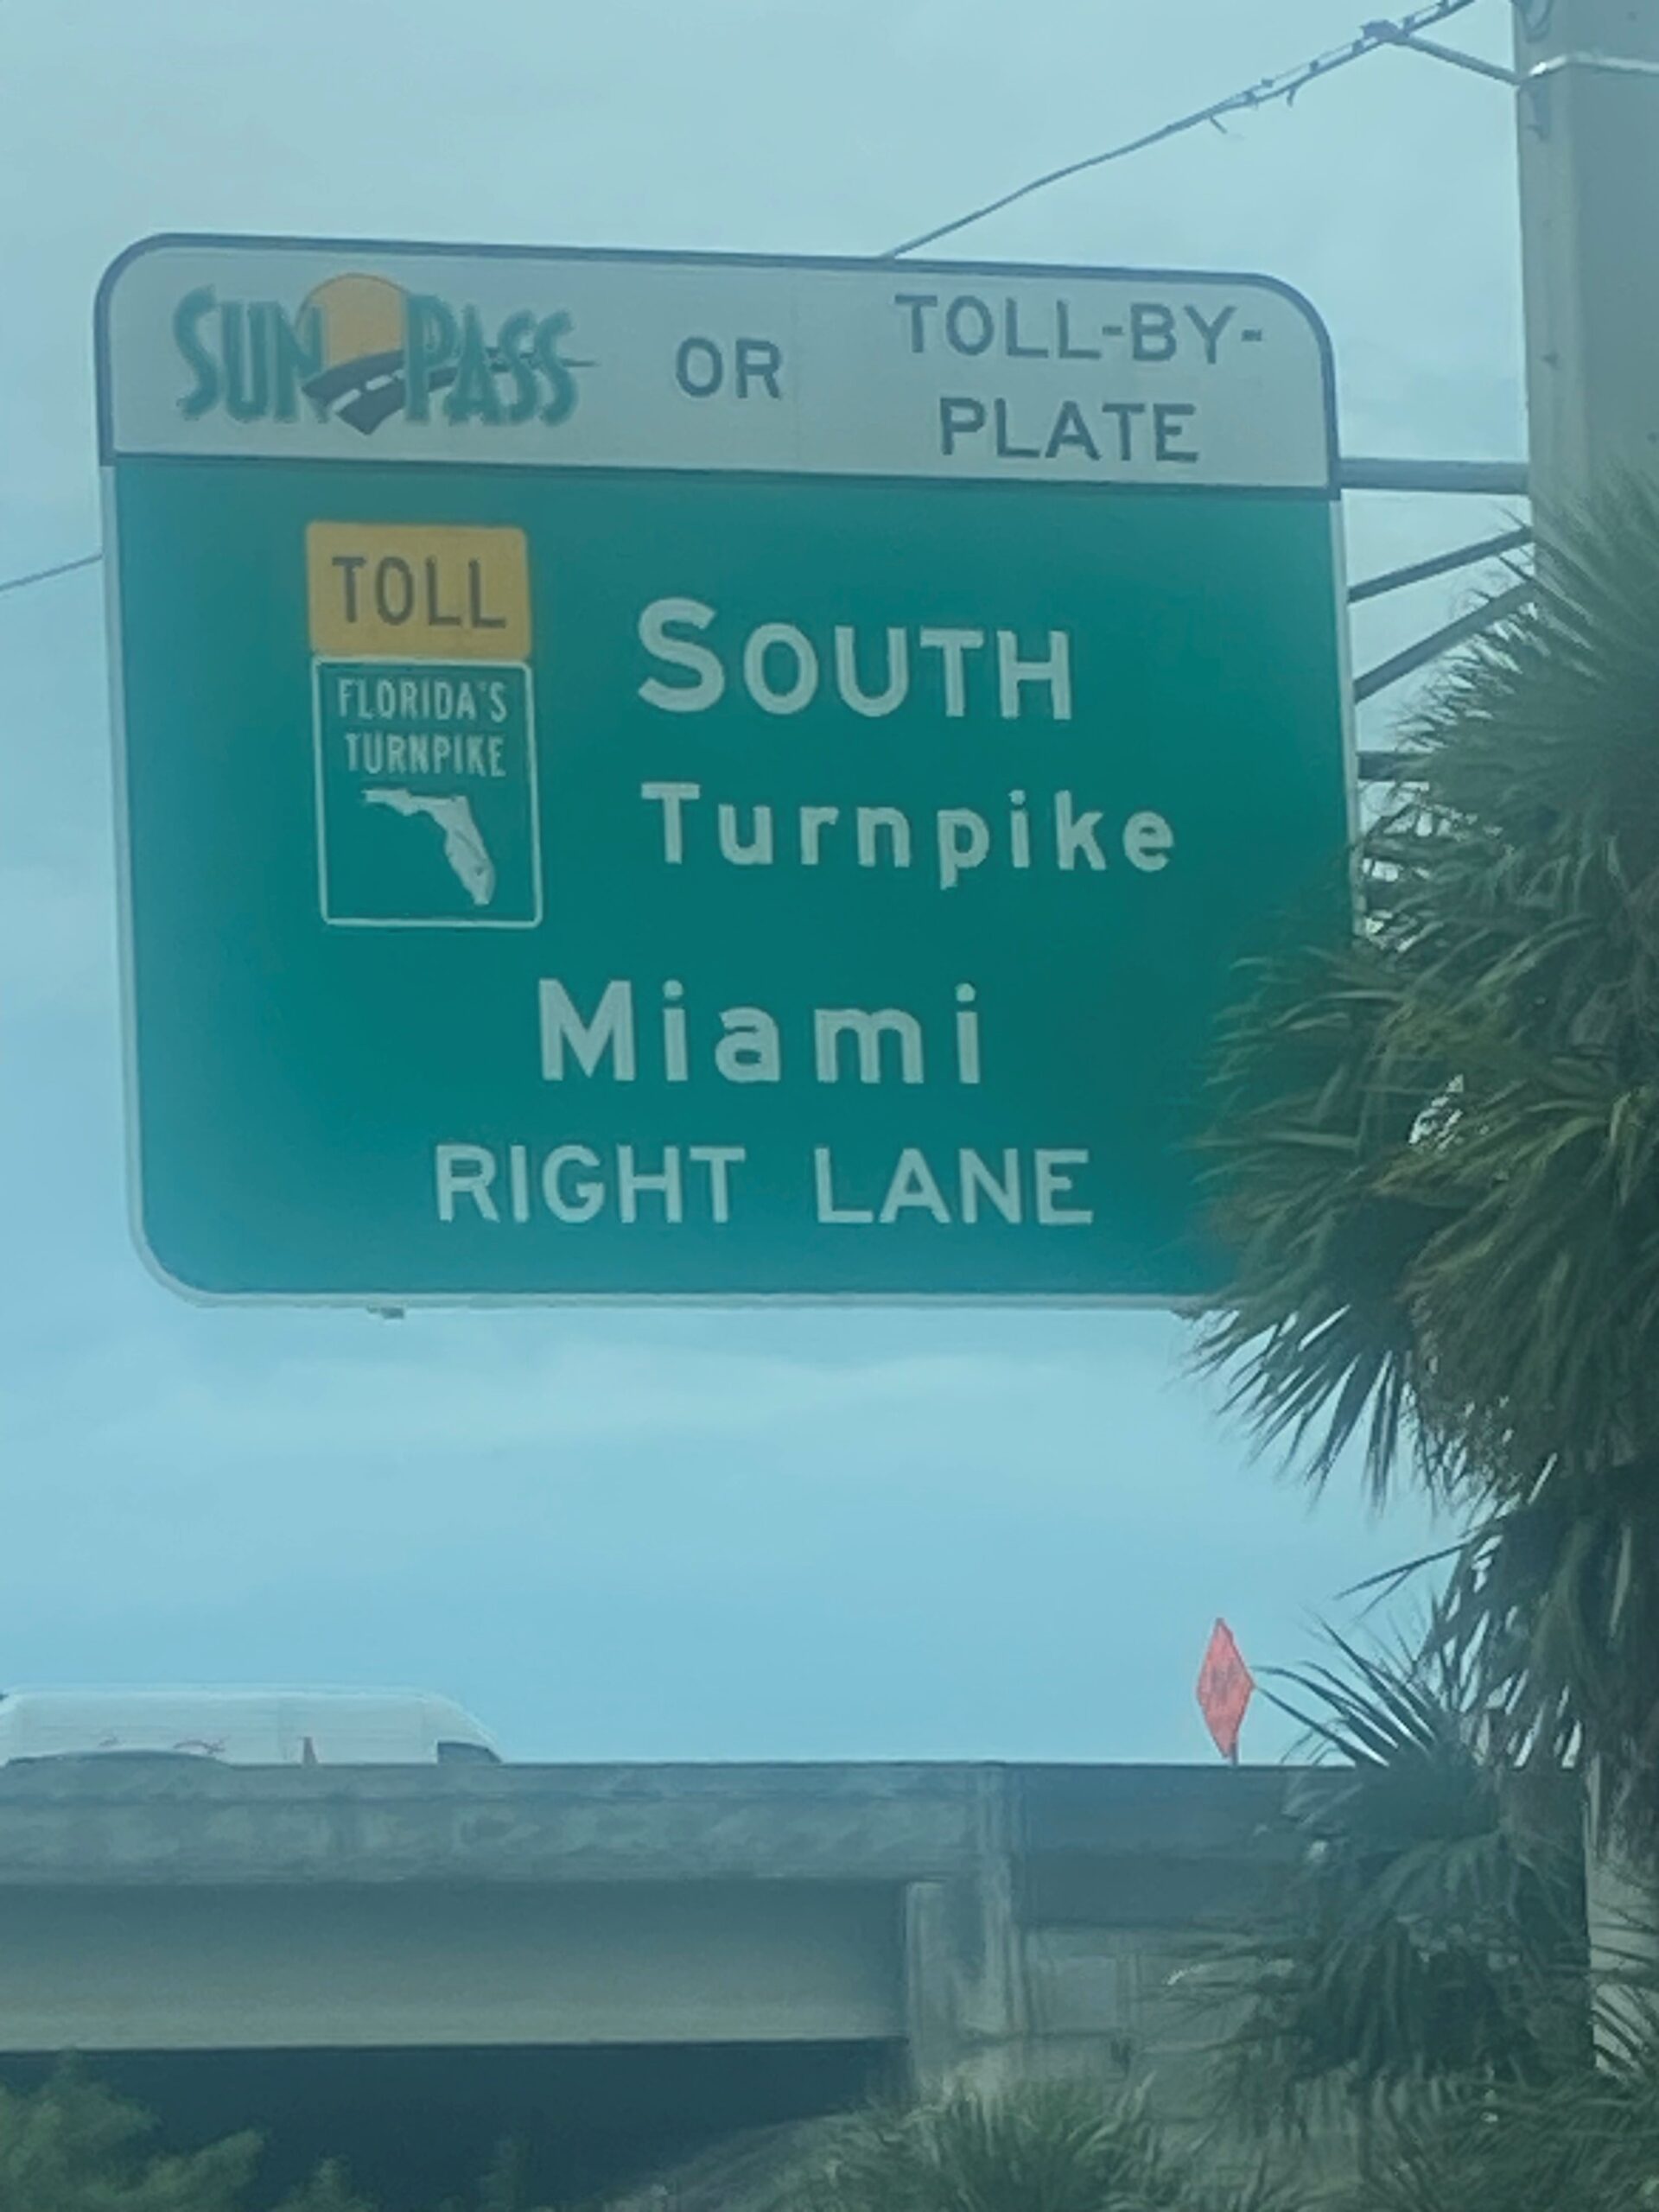 SUNPASS OR TOLL-BY-
PLATE
TOLL
FLORIDA'S
TURNPIKE
SOUTH
Turnpike
Miami
RIGHT LANE